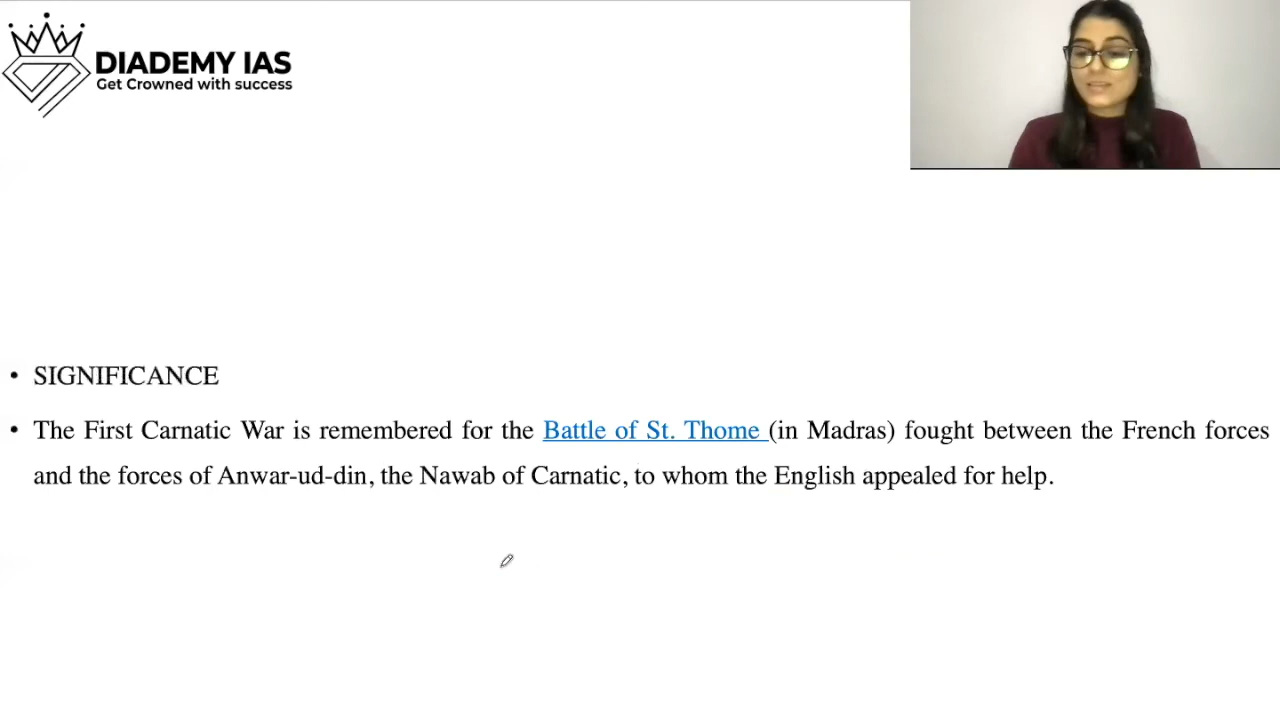 DIADEMY IAS
Get Crowned with success
• SIGNIFICANCE
• The First Carnatic War is remembered for the Battle of St. Thome (in Madras) fought between the French forces
and the forces of Anwar-ud-din, the Nawab of Carnatic, to whom the English appealed for help.